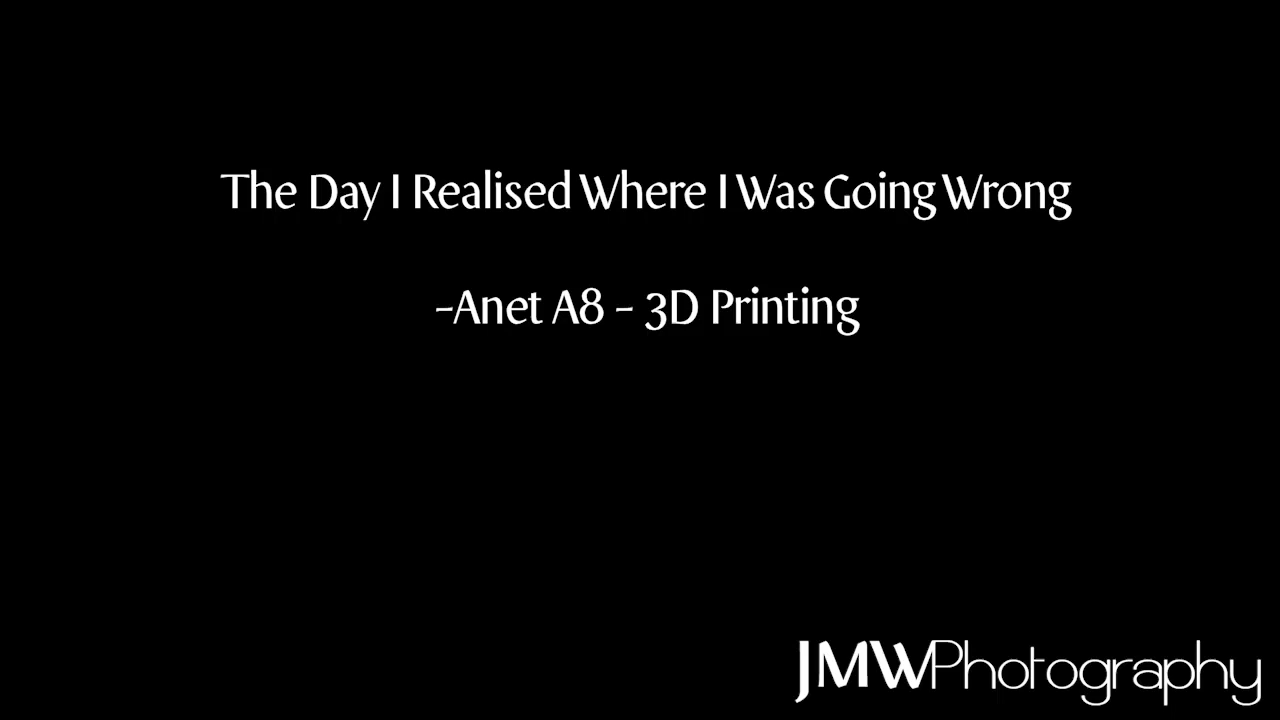 The Day I Realised Where I Was Going Wrong
-Anet A8 - 3D Printing
JMWPhotography